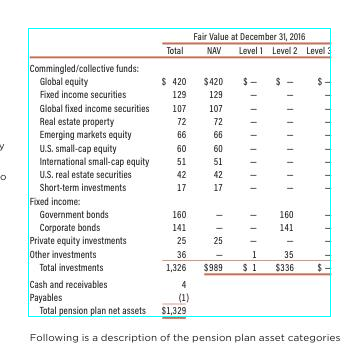 Fair Value at December 31, 2016
Total NAV Level 1 Level 2 Level 3
Commingled/collective funds:
Global equity $ 420 $420 $ — $ — $ —
Fixed income securities 129 129 — — —
Global fixed income securities 107 107 — — —
Real estate property 72 72 — — —
Emerging markets equity 66 66 — — —
U.S. small-cap equity 60 60 — — —
International small-cap equity 51 51 — — —
U.S. real estate securities 42 42 — — —
Short-term investments 17 17 — — —
Fixed income:
Government bonds 160 — — 160 —
Corporate bonds 141 — — 141 —
Private equity investments 25 25 — — —
Other investments 36 — 1 35 —
Total investments 1,326 $989 $ 1 $336 $ —
Cash and receivables 4
Payables (1)
Total pension plan net assets $1,329
y
o
Following is a description of the pension plan asset categories